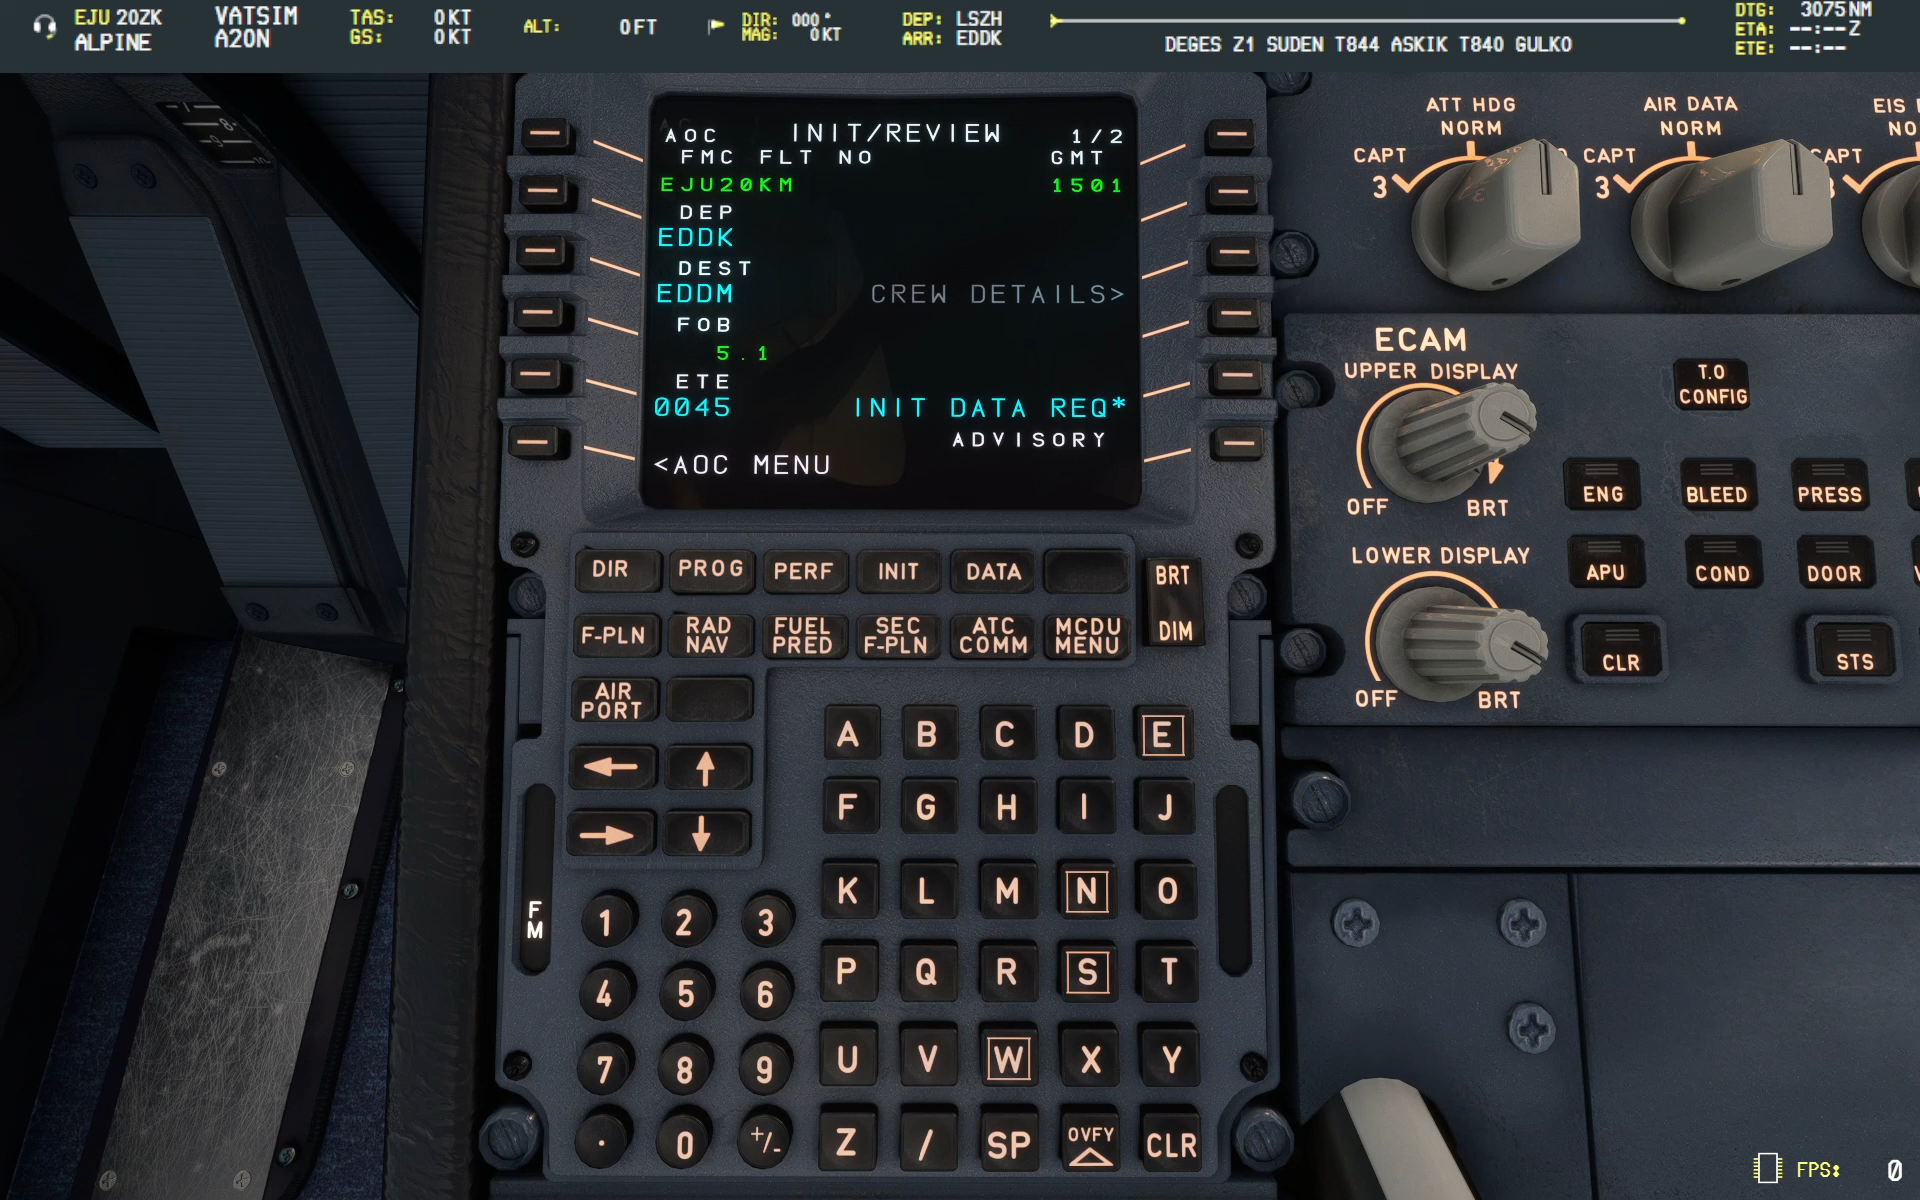 EJU 20ZK
ALPINE
VATSIM
A20N
TAS: 0KT
GS: 0KT
ALT: 0FT
DIR: 000°
MAG: 0KT
DEP: LSZH
ARR: EDDK
DEGES Z1 SUDEN T844 ASKIK T840 GULKO
DTG: 3075NM
ETA: --:--Z
ETE: --:--
AOC INIT/REVIEW 1/2
FMC FLT NO GMT
EJU20KM 1501
DEP
EDDK
DEST
EDDM CREW DETAILS>
FOB
5.1
ETE
0045 INIT DATA REQ*
ADVISORY
<AOC MENU
DIR PROG PERF INIT DATA
BRT
DIM
F-PLN
RAD NAV
FUEL PRED
SEC F-PLN
ATC COMM
MCDU MENU
AIR PORT
← ↑
→ ↓
A B C D E
F G H I J
K L M N O
P Q R S T
U V W X Y
Z / SP OVFY CLR
1 2 3
4 5 6
7 8 9
. 0 +/-
FM
ATT HDG
NORM
CAPT
3
AIR DATA
NORM
CAPT
3
EIS
NO
CAPT
3
ECAM
UPPER DISPLAY
OFF BRT
T.O
CONFIG
ENG BLEED PRESS
LOWER DISPLAY
OFF BRT
APU COND DOOR
CLR STS
FPS: 0